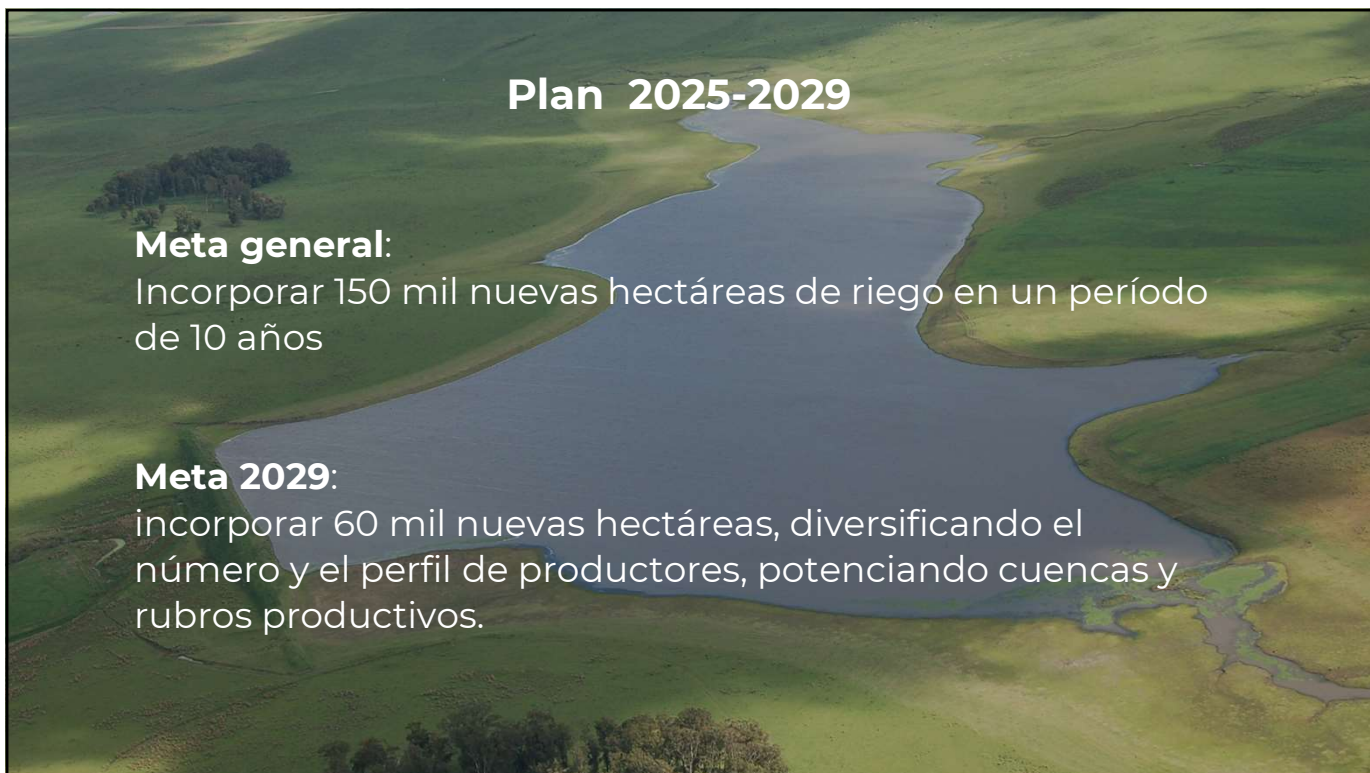 Plan 2025-2029
Meta general:
Incorporar 150 mil nuevas hectáreas de riego en un período
de 10 años
Meta 2029:
incorporar 60 mil nuevas hectáreas, diversificando el
número y el perfil de productores, potenciando cuencas y
rubros productivos.